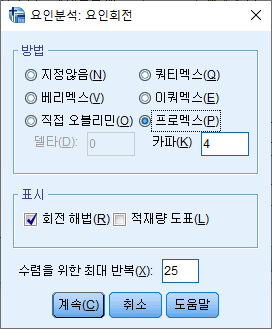 요인분석: 요인회전
방법
지정않음(N) 쿼티멕스(Q)
베리멕스(V) 이쿼멕스(E)
직접 오블리민(O) 프로멕스(P)
델타(D): 0 카파(K) 4
표시
회전 해법(R) 적재량 도표(L)
수렴을 위한 최대 반복(X): 25
계속(C) 취소 도움말